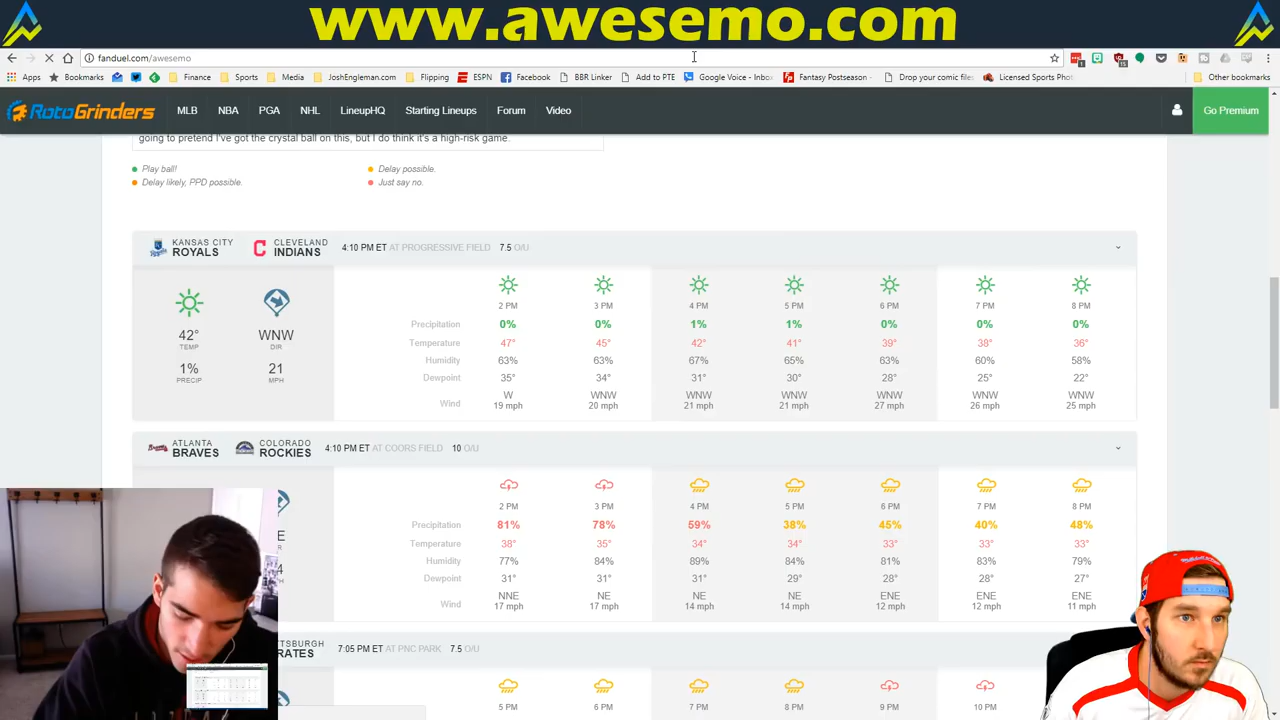 www.awesemo.com
fanduel.com/awesemo
Apps Bookmarks Finance Sports Media JoshEngleman.com Flipping ESPN Facebook BBR Linker Add to PTE Google Voice - Inbox Fantasy Postseason - Drop your comic files Licensed Sports Phot Other bookmarks
RotoGrinders MLB NBA PGA NHL LineupHQ Starting Lineups Forum Video Go Premium
going to pretend I've got the crystal ball on this, but I do think it's a high-risk game.
Play ball! Delay possible.
Delay likely, PPD possible. Just say no.
KANSAS CITY ROYALS CLEVELAND INDIANS 4:10 PM ET AT PROGRESSIVE FIELD 7.5 O/U
2 PM 3 PM 4 PM 5 PM 6 PM 7 PM 8 PM
42° TEMP WNW DIR
1% PRECIP 21 MPH
Precipitation 0% 0% 1% 1% 0% 0% 0%
Temperature 47° 45° 42° 41° 39° 38° 36°
Humidity 63% 63% 67% 65% 63% 60% 58%
Dewpoint 35° 34° 31° 30° 28° 25° 22°
Wind W 19 mph WNW 20 mph WNW 21 mph WNW 21 mph WNW 27 mph WNW 26 mph WNW 25 mph
ATLANTA BRAVES COLORADO ROCKIES 4:10 PM ET AT COORS FIELD 10 O/U
2 PM 3 PM 4 PM 5 PM 6 PM 7 PM 8 PM
Precipitation 81% 78% 59% 38% 45% 40% 48%
Temperature 38° 35° 34° 34° 33° 33° 33°
Humidity 77% 84% 89% 84% 81% 83% 79%
Dewpoint 31° 31° 31° 29° 28° 28° 27°
Wind NNE 17 mph NE 17 mph NE 14 mph NE 14 mph ENE 12 mph ENE 12 mph ENE 11 mph
TTSBURGH RATES 7:05 PM ET AT PNC PARK 7.5 O/U
5 PM 6 PM 7 PM 8 PM 9 PM 10 PM